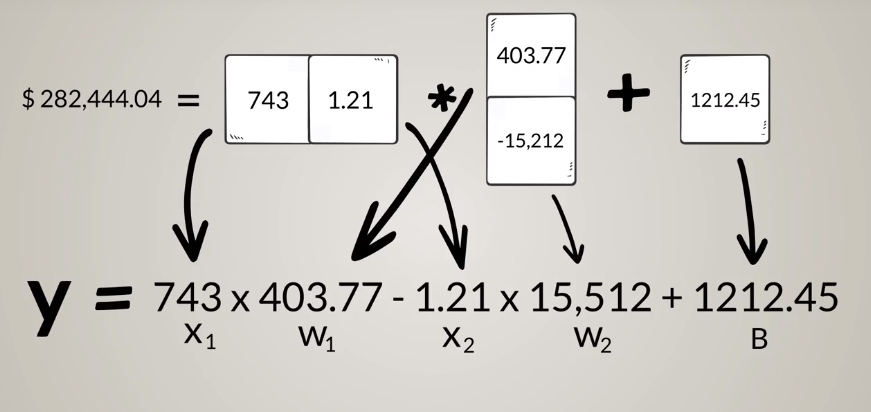 $ 282,444.04 = 743 1.21 * 403.77 -15,212 + 1212.45
y = 743 x 403.77 - 1.21 x 15,512 + 1212.45
x₁ w₁ x₂ w₂ B